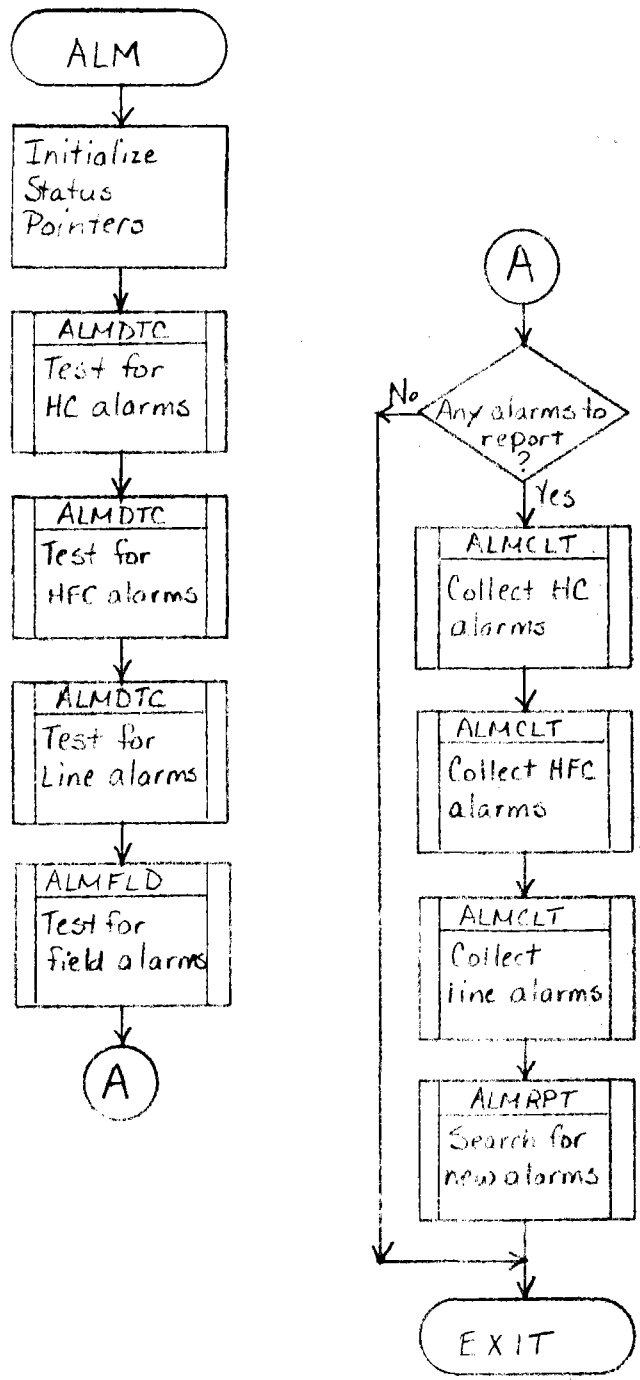 ALM
Initialize
Status
Pointers
ALMDTC
Test for
HC alarms
ALMDTC
Test for
HFC alarms
ALMDTC
Test for
Line alarms
ALMFLD
Test for
field alarms
A
A
No
Any alarms to
report
?
Yes
ALMCLT
Collect HC
alarms
ALMCLT
Collect HFC
alarms
ALMCLT
Collect
line alarms
ALMRPT
Search for
new alarms
EXIT